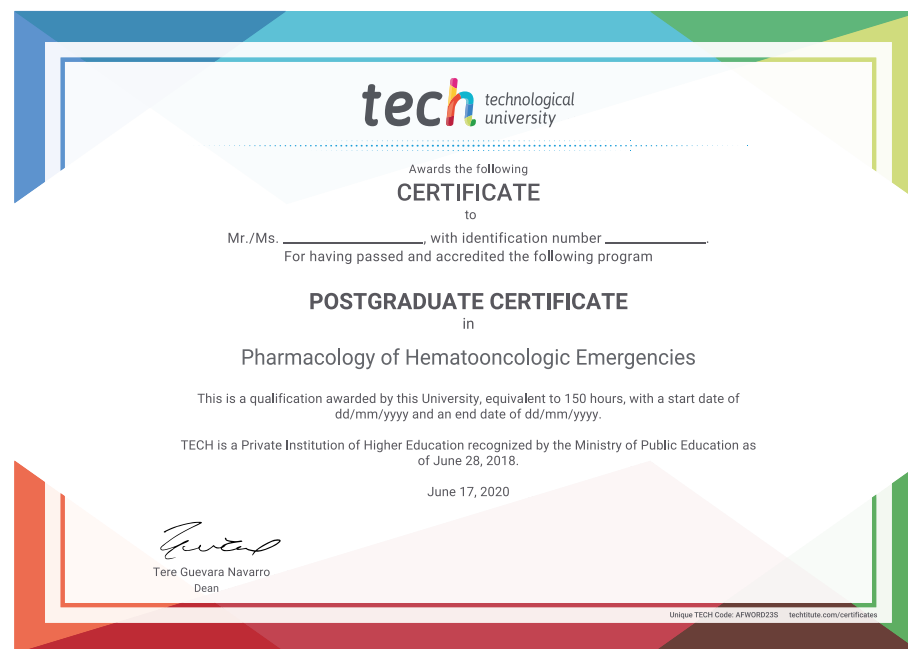 tech technological
university
Awards the following
CERTIFICATE
to
Mr./Ms. ____________________, with identification number ______________.
For having passed and accredited the following program
POSTGRADUATE CERTIFICATE
in
Pharmacology of Hematooncologic Emergencies
This is a qualification awarded by this University, equivalent to 150 hours, with a start date of
dd/mm/yyyy and an end date of dd/mm/yyyy.
TECH is a Private Institution of Higher Education recognized by the Ministry of Public Education as
of June 28, 2018.
June 17, 2020
Tere Guevara Navarro
Dean
Unique TECH Code: AFWORD23S techtitute.com/certificates